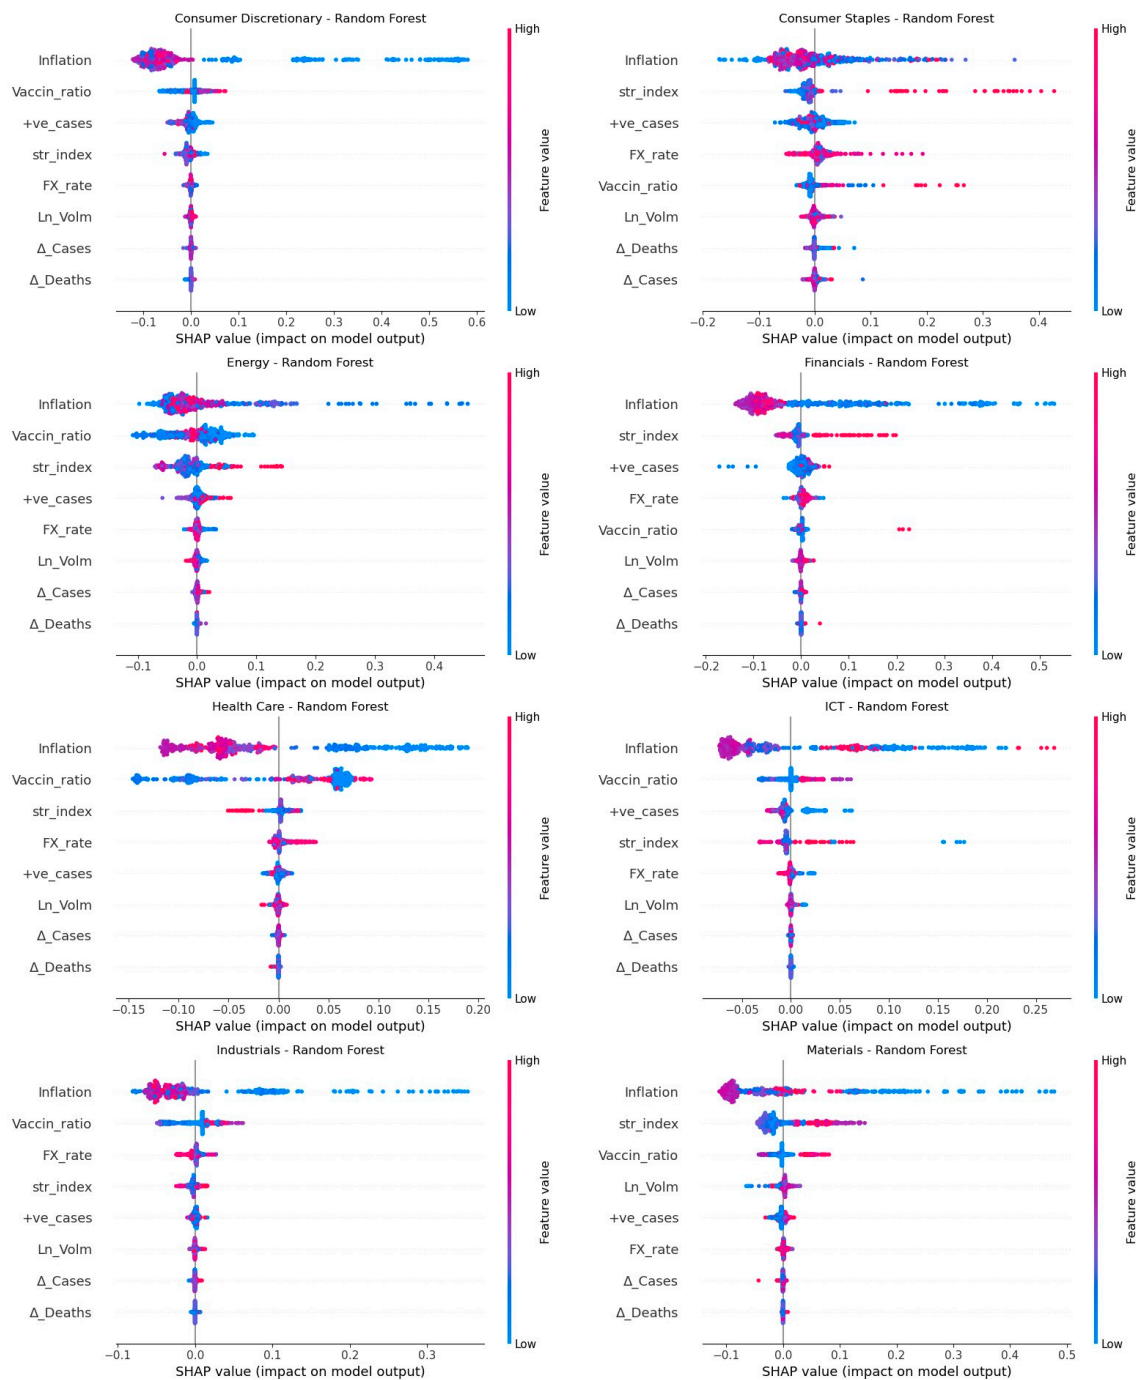 Consumer Discretionary - Random Forest
High
Inflation
Vaccin_ratio
+ve_cases
str_index
FX_rate
Ln_Volm
Δ_Cases
Δ_Deaths
Feature value
Low
−0.1 0.0 0.1 0.2 0.3 0.4 0.5 0.6
SHAP value (impact on model output)
Consumer Staples - Random Forest
High
Inflation
str_index
+ve_cases
FX_rate
Vaccin_ratio
Ln_Volm
Δ_Deaths
Δ_Cases
Feature value
Low
−0.2 −0.1 0.0 0.1 0.2 0.3 0.4
SHAP value (impact on model output)
Energy - Random Forest
High
Inflation
Vaccin_ratio
str_index
+ve_cases
FX_rate
Ln_Volm
Δ_Cases
Δ_Deaths
Feature value
Low
−0.1 0.0 0.1 0.2 0.3 0.4
SHAP value (impact on model output)
Financials - Random Forest
High
Inflation
str_index
+ve_cases
FX_rate
Vaccin_ratio
Ln_Volm
Δ_Cases
Δ_Deaths
Feature value
Low
−0.2 −0.1 0.0 0.1 0.2 0.3 0.4 0.5
SHAP value (impact on model output)
Health Care - Random Forest
High
Inflation
Vaccin_ratio
str_index
FX_rate
+ve_cases
Ln_Volm
Δ_Cases
Δ_Deaths
Feature value
Low
−0.15 −0.10 −0.05 0.00 0.05 0.10 0.15 0.20
SHAP value (impact on model output)
ICT - Random Forest
High
Inflation
Vaccin_ratio
+ve_cases
str_index
FX_rate
Ln_Volm
Δ_Cases
Δ_Deaths
Feature value
Low
−0.05 0.00 0.05 0.10 0.15 0.20 0.25
SHAP value (impact on model output)
Industrials - Random Forest
High
Inflation
Vaccin_ratio
FX_rate
str_index
+ve_cases
Ln_Volm
Δ_Cases
Δ_Deaths
Feature value
Low
−0.1 0.0 0.1 0.2 0.3
SHAP value (impact on model output)
Materials - Random Forest
High
Inflation
str_index
Vaccin_ratio
Ln_Volm
+ve_cases
FX_rate
Δ_Cases
Δ_Deaths
Feature value
Low
−0.1 0.0 0.1 0.2 0.3 0.4 0.5
SHAP value (impact on model output)